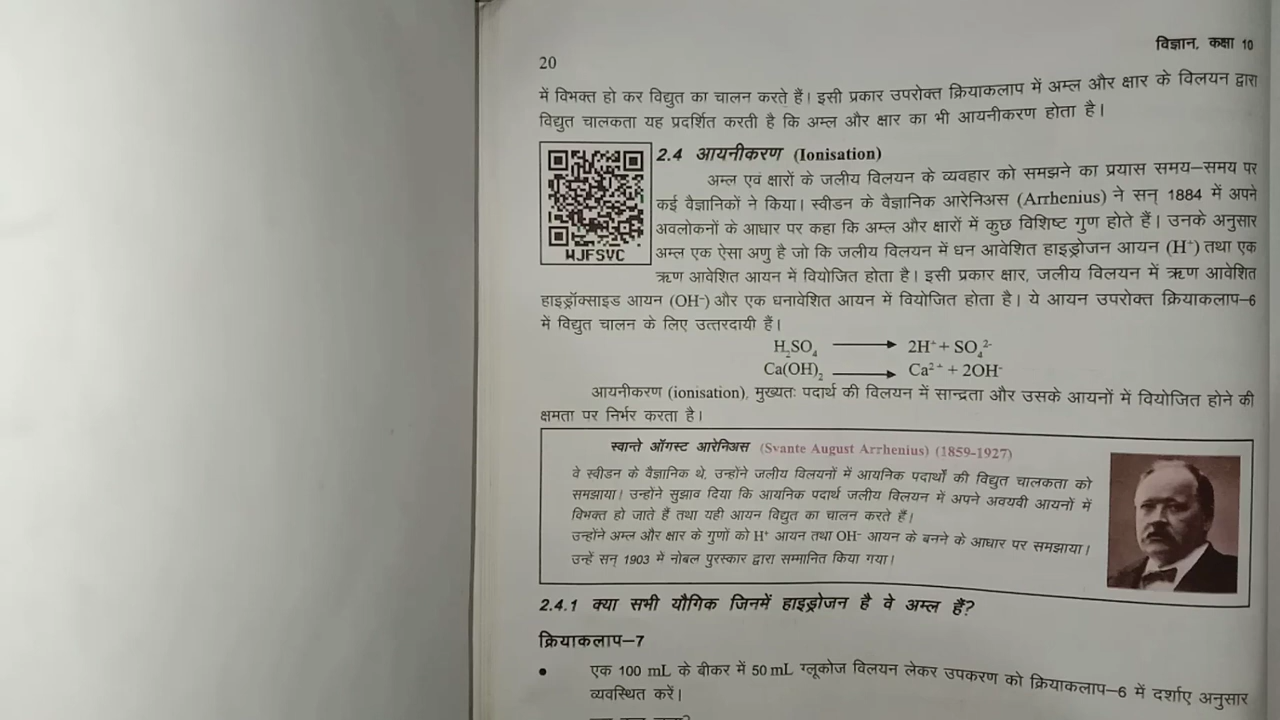 विज्ञान, कक्षा 10
20
में विभक्त हो कर विद्युत का चालन करते हैं। इसी प्रकार उपरोक्त क्रियाकलाप में अम्ल और क्षार के विलयन द्वारा
विद्युत चालकता यह प्रदर्शित करती है कि अम्ल और क्षार का भी आयनीकरण होता है।
2.4 आयनीकरण (Ionisation)
अम्ल एवं क्षारों के जलीय विलयन के व्यवहार को समझने का प्रयास समय–समय पर
कई वैज्ञानिकों ने किया। स्वीडन के वैज्ञानिक आरेनिअस (Arrhenius) ने सन् 1884 में अपने
अवलोकनों के आधार पर कहा कि अम्ल और क्षारों में कुछ विशिष्ट गुण होते हैं। उनके अनुसार
WJFSVC
अम्ल एक ऐसा अणु है जो कि जलीय विलयन में धन आवेशित हाइड्रोजन आयन (H⁺) तथा एक
ऋण आवेशित आयन में वियोजित होता है। इसी प्रकार क्षार, जलीय विलयन में ऋण आवेशित
हाइड्रॉक्साइड आयन (OH⁻) और एक धनावेशित आयन में वियोजित होता है। ये आयन उपरोक्त क्रियाकलाप–6
में विद्युत चालन के लिए उत्तरदायी हैं।
H₂SO₄ → 2H⁺ + SO₄²⁻
Ca(OH)₂ → Ca²⁺ + 2OH⁻
आयनीकरण (ionisation), मुख्यतः पदार्थ की विलयन में सान्द्रता और उसके आयनों में वियोजित होने की
क्षमता पर निर्भर करता है।
स्वान्ते ऑगस्ट आरेनिअस (Svante August Arrhenius) (1859-1927)
वे स्वीडन के वैज्ञानिक थे, उन्होंने जलीय विलयनों में आयनिक पदार्थों की विद्युत चालकता को
समझाया। उन्होंने सुझाव दिया कि आयनिक पदार्थ जलीय विलयन में अपने अवयवी आयनों में
विभक्त हो जाते हैं तथा यही आयन विद्युत का चालन करते हैं।
उन्होंने अम्ल और क्षार के गुणों को H⁺ आयन तथा OH⁻ आयन के बनने के आधार पर समझाया।
उन्हें सन् 1903 में नोबल पुरस्कार द्वारा सम्मानित किया गया।
2.4.1 क्या सभी यौगिक जिनमें हाइड्रोजन है वे अम्ल हैं?
क्रियाकलाप–7
• एक 100 mL के बीकर में 50 mL ग्लूकोज विलयन लेकर उपकरण को क्रियाकलाप–6 में दर्शाए अनुसार
व्यवस्थित करें।